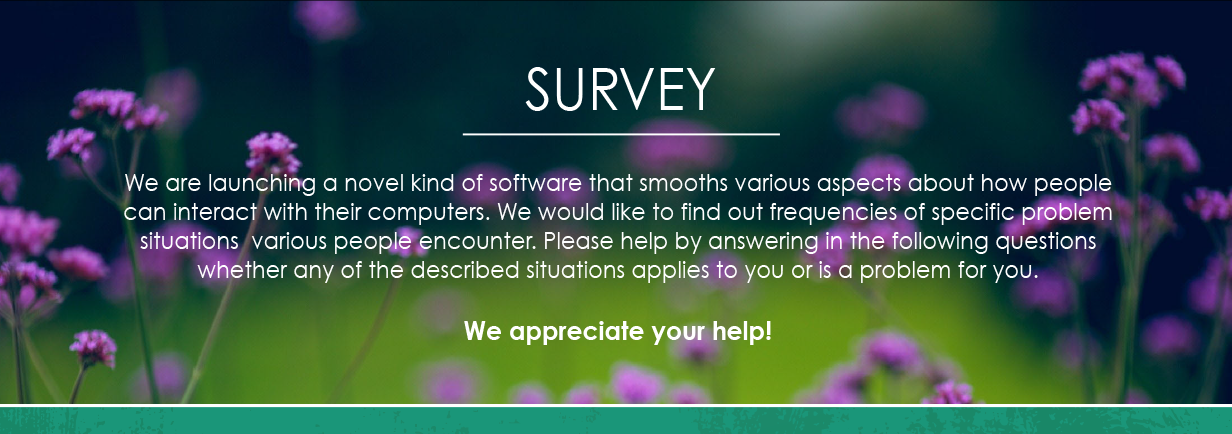 SURVEY
We are launching a novel kind of software that smooths various aspects about how people
can interact with their computers. We would like to find out frequencies of specific problem
situations  various people encounter. Please help by answering in the following questions
whether any of the described situations applies to you or is a problem for you.
We appreciate your help!